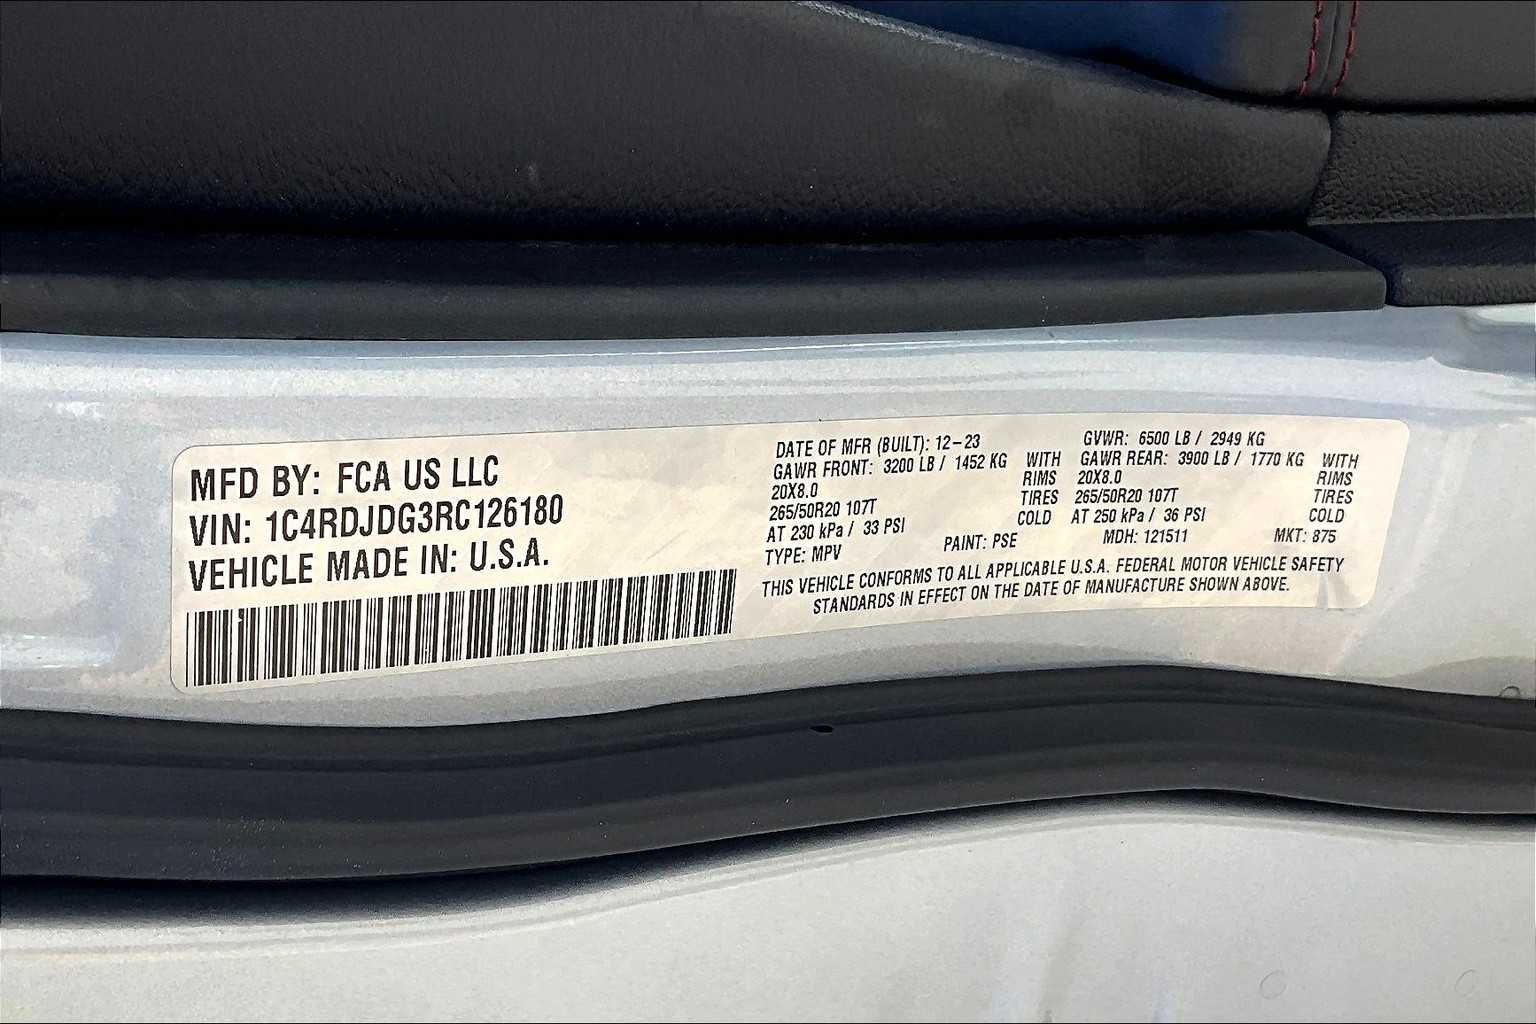 MFD BY: FCA US LLC
VIN: 1C4RDJDG3RC126180
VEHICLE MADE IN: U.S.A.
DATE OF MFR (BUILT): 12-23
GAWR FRONT: 3200 LB / 1452 KG WITH
20X8.0 RIMS
265/50R20 107T TIRES
AT 230 kPa / 33 PSI COLD
TYPE: MPV
PAINT: PSE
GVWR: 6500 LB / 2949 KG
GAWR REAR: 3900 LB / 1770 KG WITH
20X8.0 RIMS
265/50R20 107T TIRES
AT 250 kPa / 36 PSI COLD
MDH: 121511 MKT: 875
THIS VEHICLE CONFORMS TO ALL APPLICABLE U.S.A. FEDERAL MOTOR VEHICLE SAFETY
STANDARDS IN EFFECT ON THE DATE OF MANUFACTURE SHOWN ABOVE.